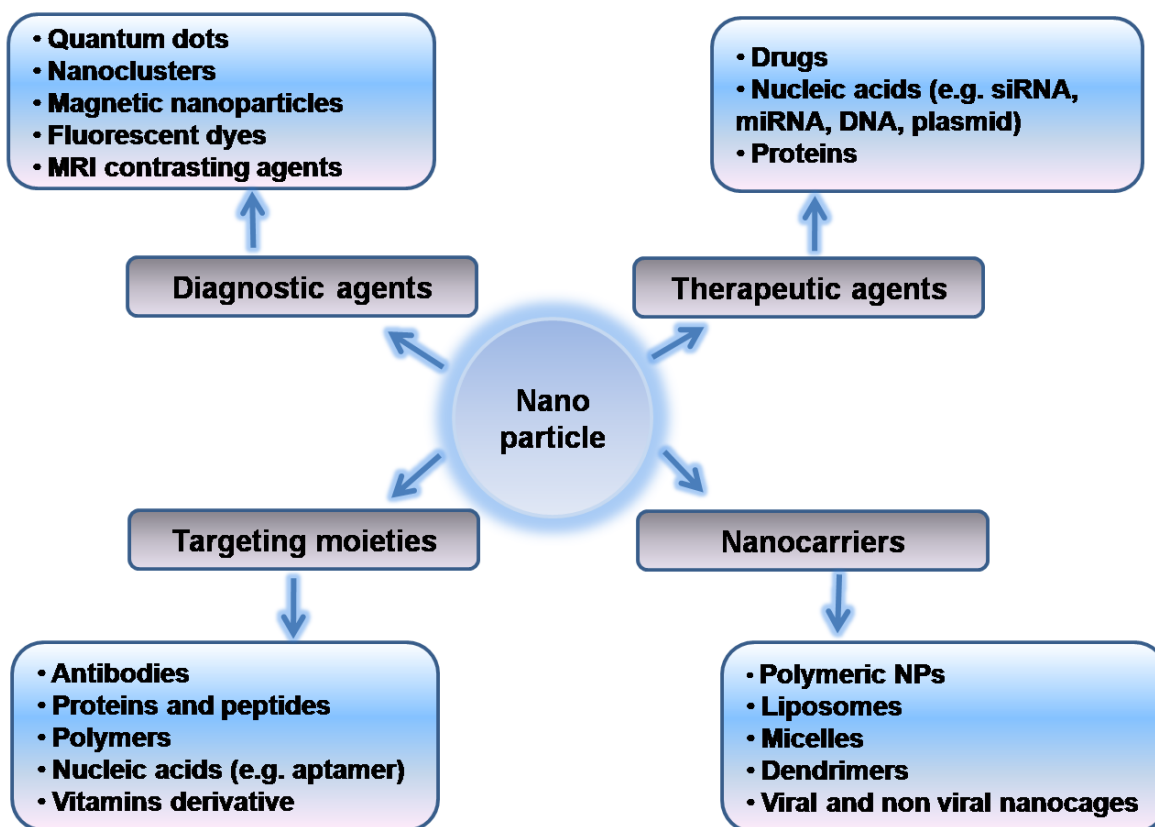 • Quantum dots
• Nanoclusters
• Magnetic nanoparticles
• Fluorescent dyes
• MRI contrasting agents
• Drugs
• Nucleic acids (e.g. siRNA,
miRNA, DNA, plasmid)
• Proteins
Diagnostic agents
Therapeutic agents
Nano
particle
Targeting moieties
Nanocarriers
• Antibodies
• Proteins and peptides
• Polymers
• Nucleic acids (e.g. aptamer)
• Vitamins derivative
• Polymeric NPs
• Liposomes
• Micelles
• Dendrimers
• Viral and non viral nanocages